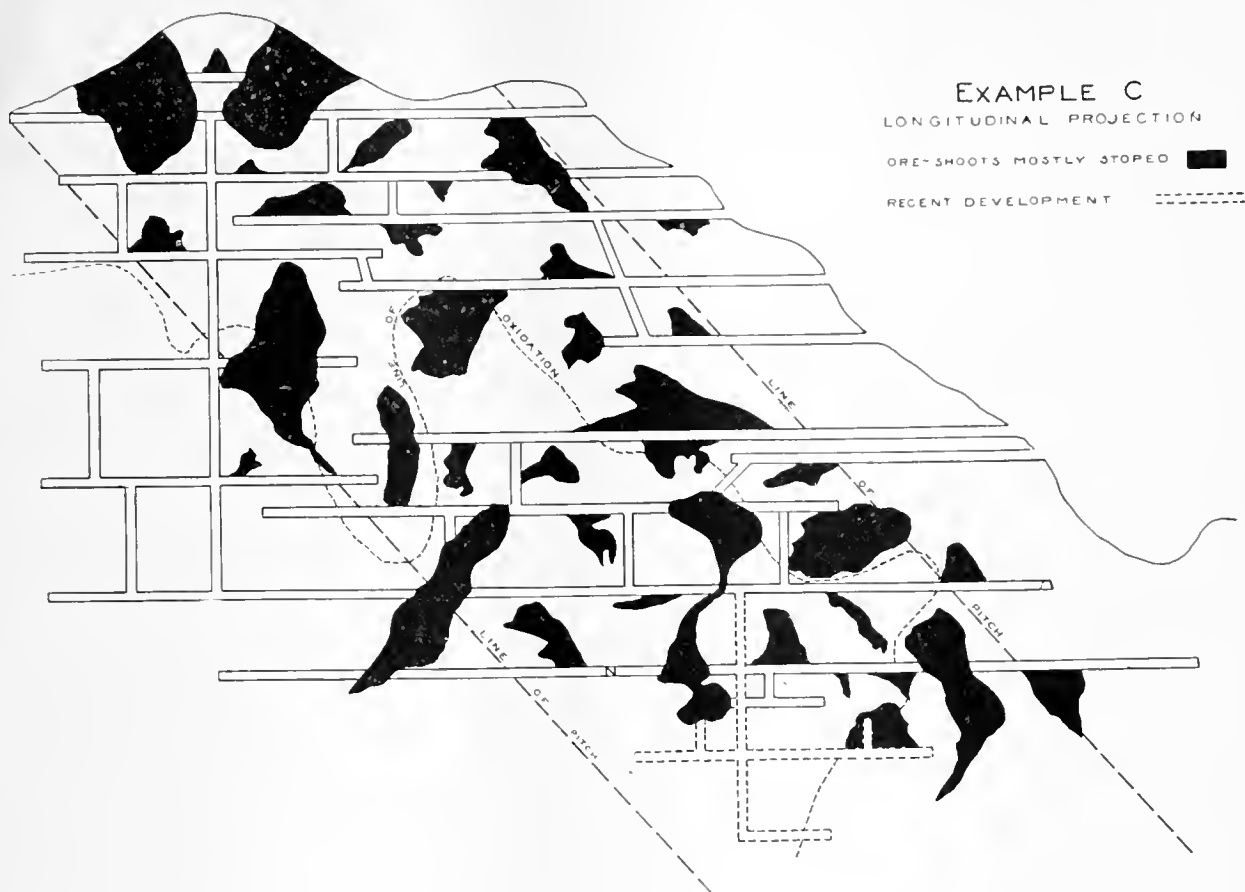 EXAMPLE C
LONGITUDINAL PROJECTION
ORE-SHOOTS MOSTLY STOPED
RECENT DEVELOPMENT
LINE OF OXIDATION
LINE OF PITCH
N
LINE OF PITCH